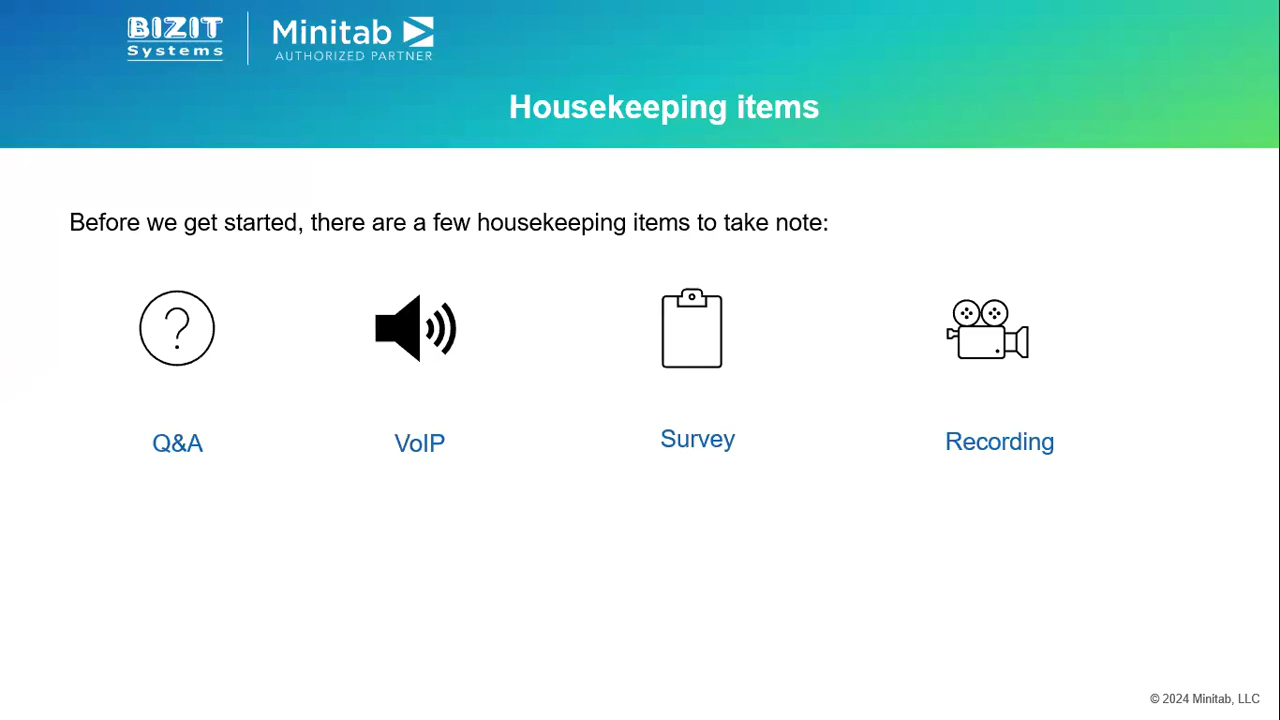 BIZIT
Systems
Minitab
AUTHORIZED PARTNER
Housekeeping items
Before we get started, there are a few housekeeping items to take note:
Q&A
VoIP
Survey
Recording
© 2024 Minitab, LLC